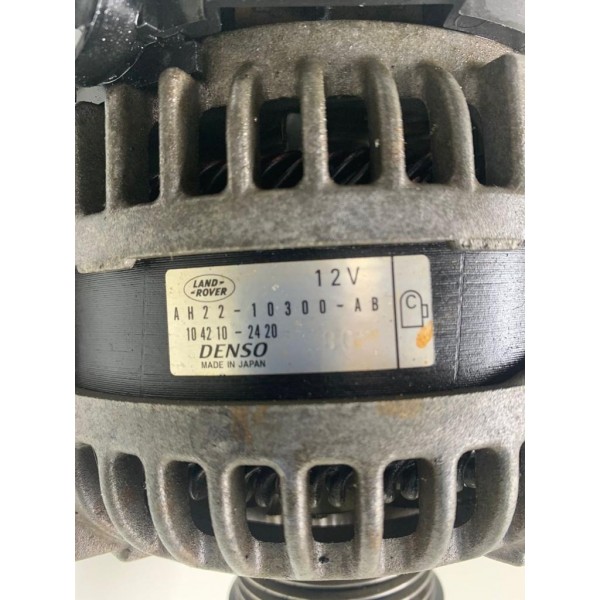 LAND-
ROVER
12V
AH22-10300-AB
C
104210-2420
DENSO
MADE IN JAPAN